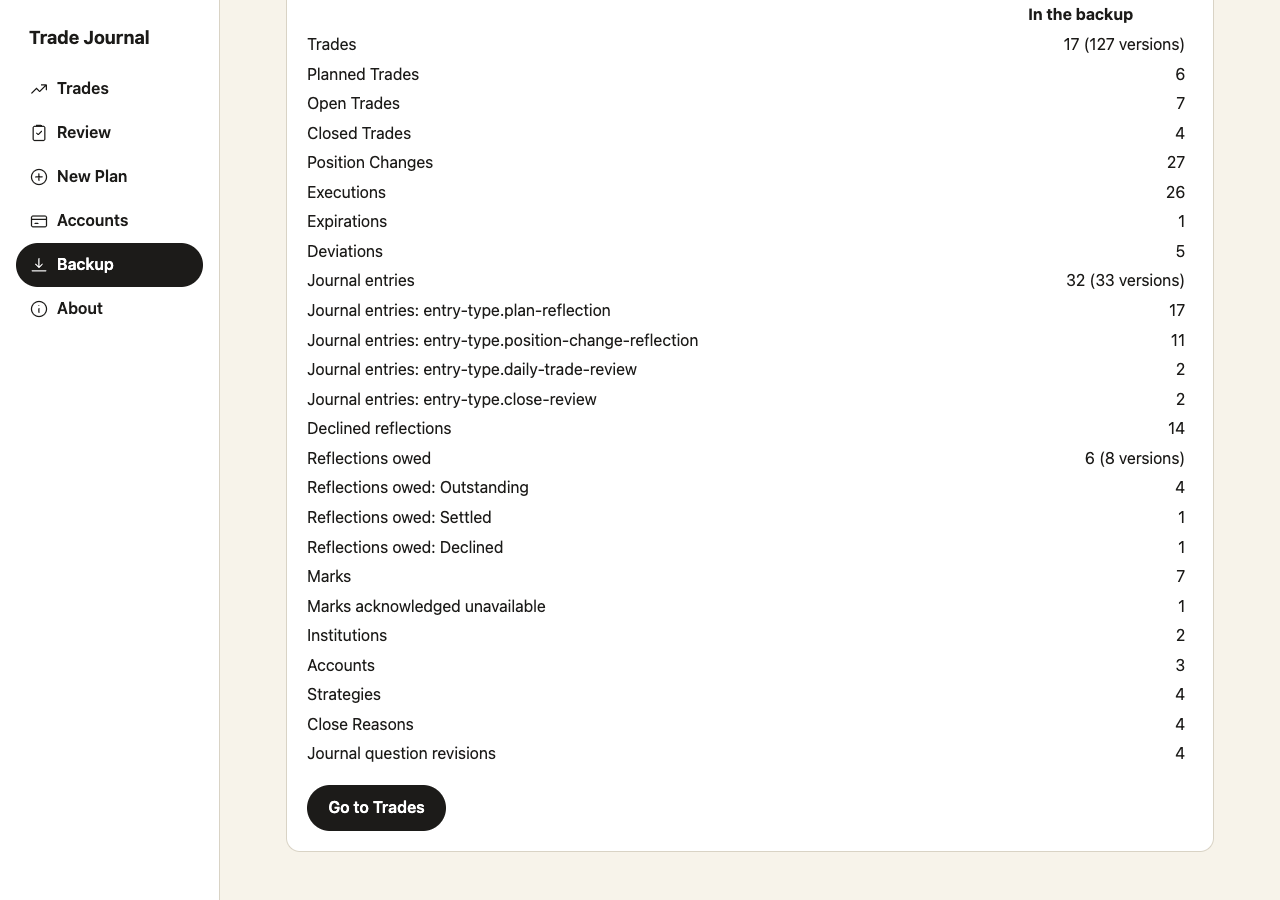 Trade Journal
Trades
Review
New Plan
Accounts
Backup
About
In the backup
Trades 17 (127 versions)
Planned Trades 6
Open Trades 7
Closed Trades 4
Position Changes 27
Executions 26
Expirations 1
Deviations 5
Journal entries 32 (33 versions)
Journal entries: entry-type.plan-reflection 17
Journal entries: entry-type.position-change-reflection 11
Journal entries: entry-type.daily-trade-review 2
Journal entries: entry-type.close-review 2
Declined reflections 14
Reflections owed 6 (8 versions)
Reflections owed: Outstanding 4
Reflections owed: Settled 1
Reflections owed: Declined 1
Marks 7
Marks acknowledged unavailable 1
Institutions 2
Accounts 3
Strategies 4
Close Reasons 4
Journal question revisions 4
Go to Trades